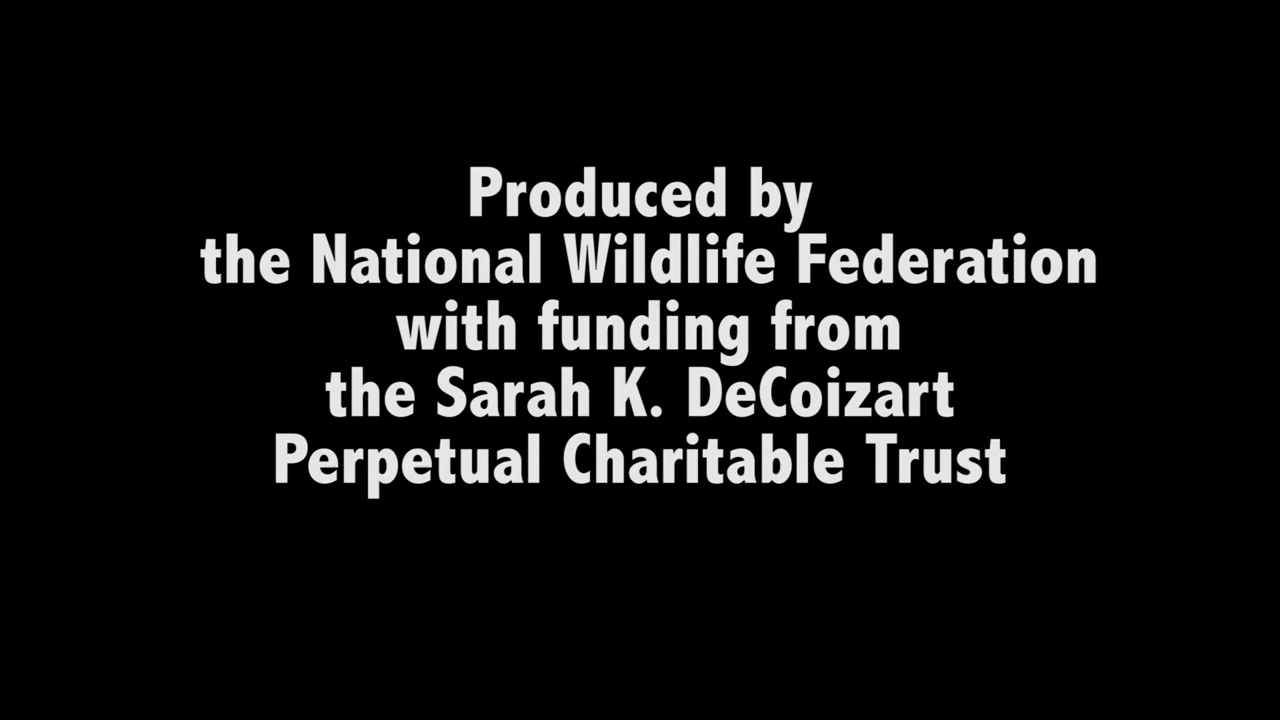 Produced by
the National Wildlife Federation
with funding from
the Sarah K. DeCoizart
Perpetual Charitable Trust